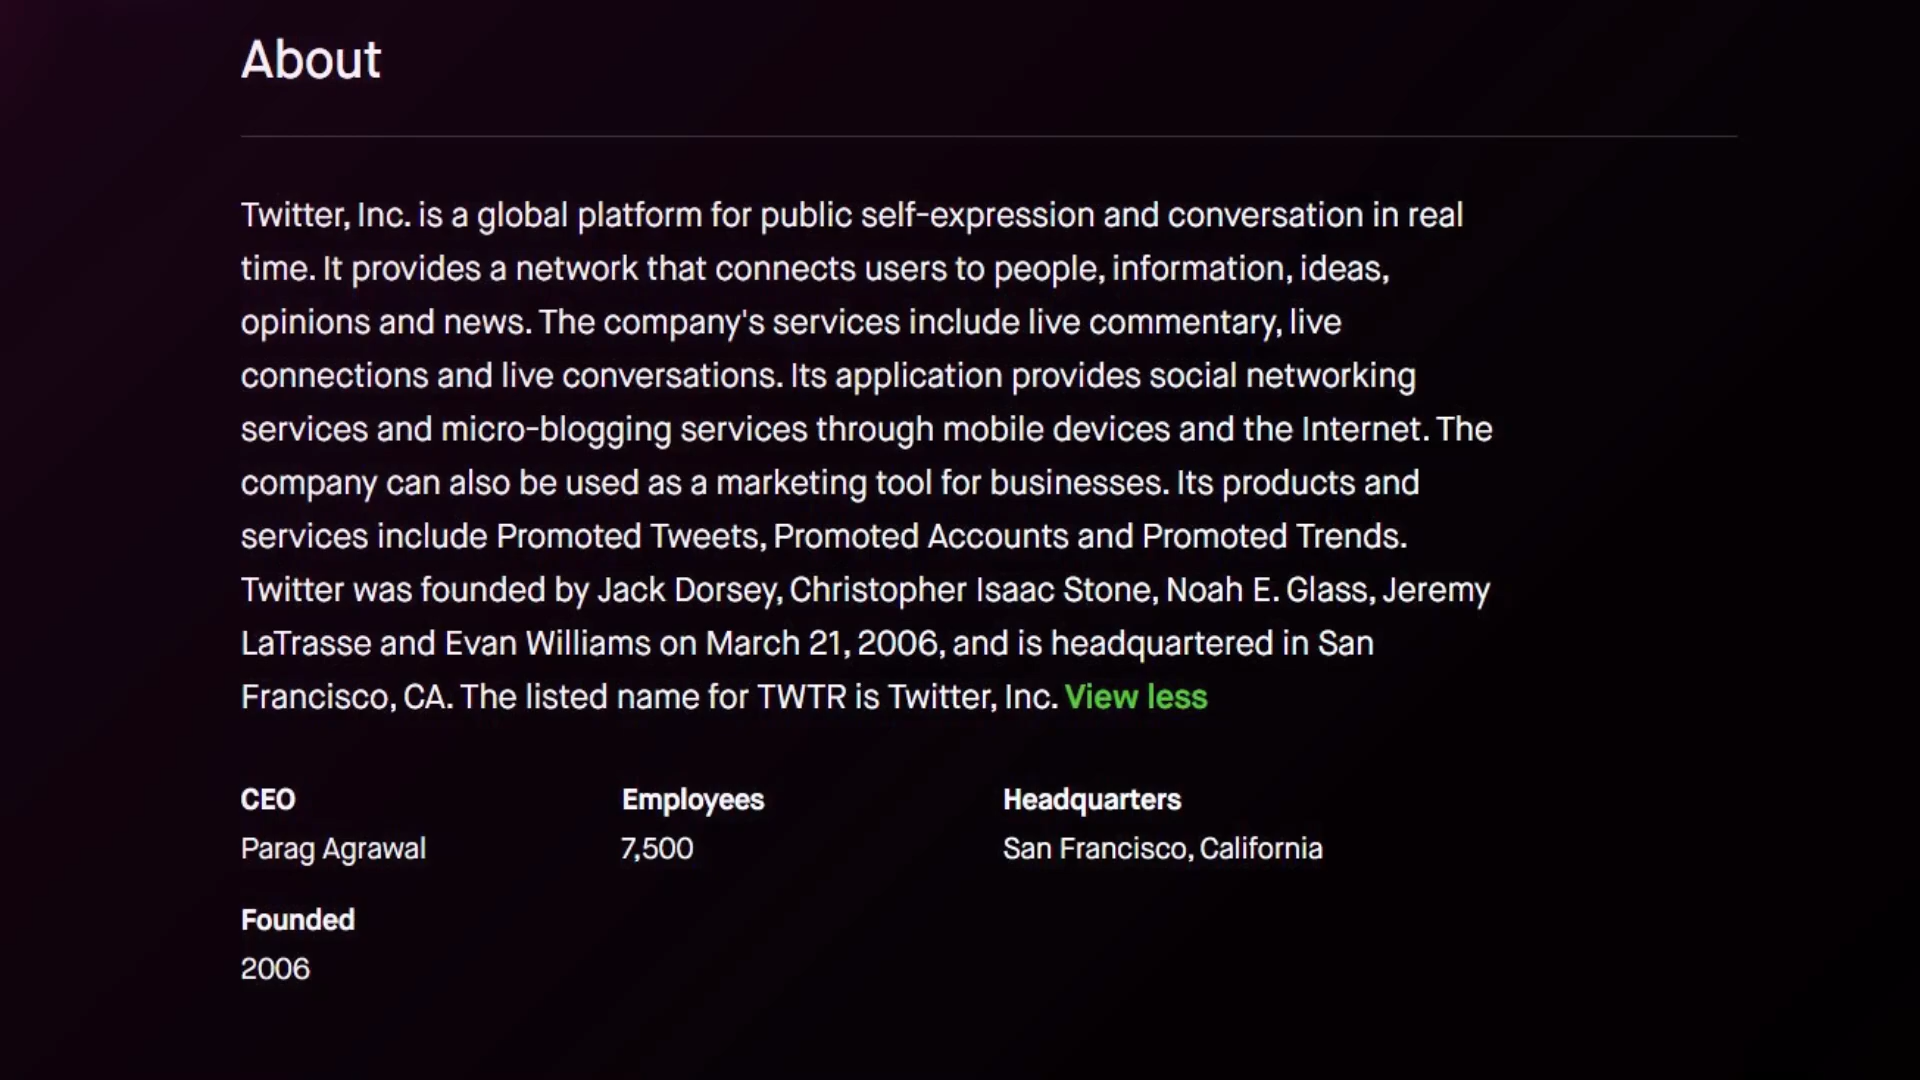 About
Twitter, Inc. is a global platform for public self-expression and conversation in real
time. It provides a network that connects users to people, information, ideas,
opinions and news. The company's services include live commentary, live
connections and live conversations. Its application provides social networking
services and micro-blogging services through mobile devices and the Internet. The
company can also be used as a marketing tool for businesses. Its products and
services include Promoted Tweets, Promoted Accounts and Promoted Trends.
Twitter was founded by Jack Dorsey, Christopher Isaac Stone, Noah E. Glass, Jeremy
LaTrasse and Evan Williams on March 21, 2006, and is headquartered in San
Francisco, CA. The listed name for TWTR is Twitter, Inc. View less
CEO
Parag Agrawal
Employees
7,500
Headquarters
San Francisco, California
Founded
2006